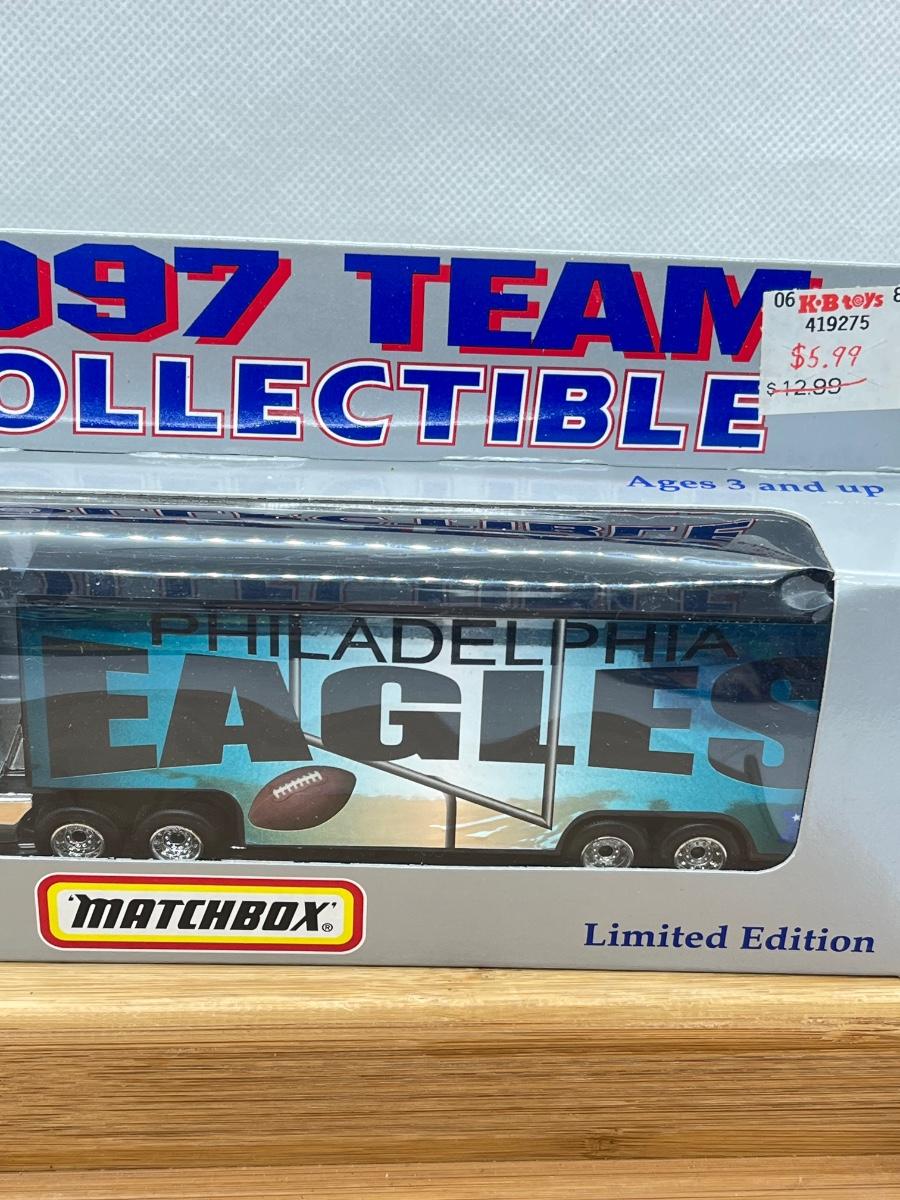 997 TEAM
OLLECTIBLE
06 K·B toys 8
419275
$5.99
$12.99
Ages 3 and up
PHILADELPHIA
EAGLES
'MATCHBOX'®
Limited Edition